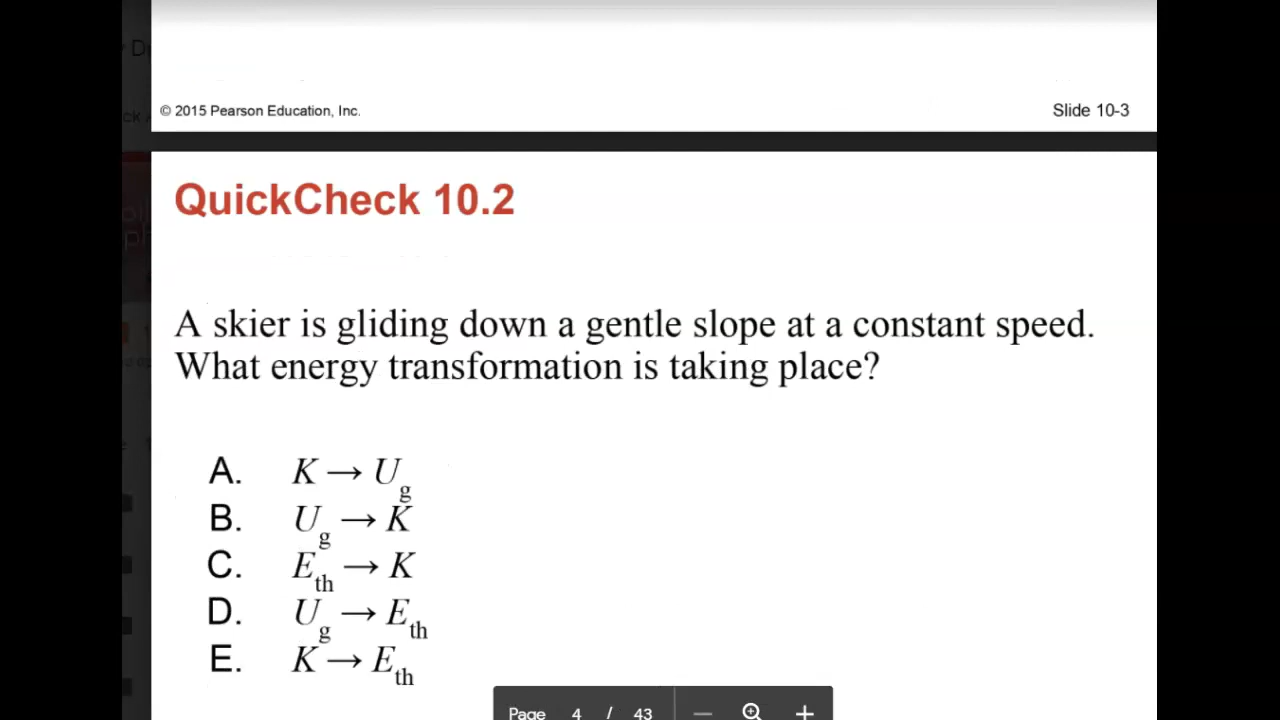 © 2015 Pearson Education, Inc.
Slide 10-3
QuickCheck 10.2
A skier is gliding down a gentle slope at a constant speed.
What energy transformation is taking place?
A. K → Ug
B. Ug → K
C. Eth → K
D. Ug → Eth
E. K → Eth
Page 4 / 43 — +